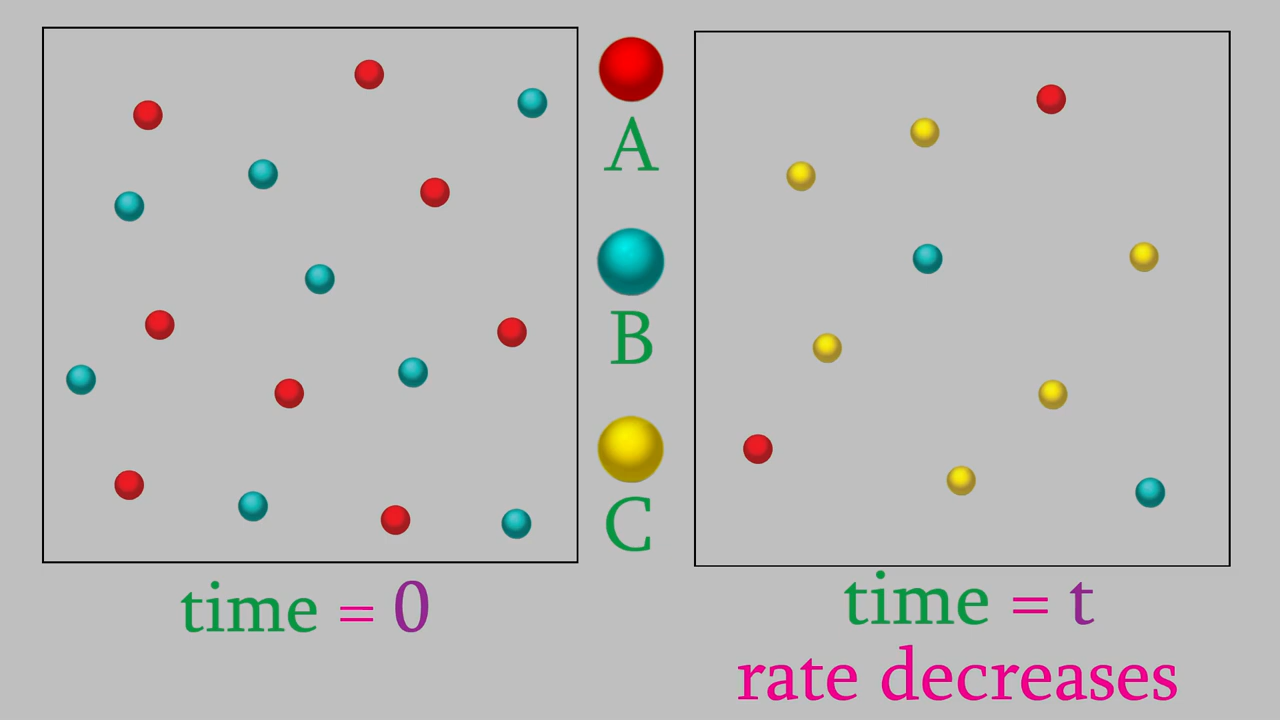 A
B
C
time = 0
time = t
rate decreases